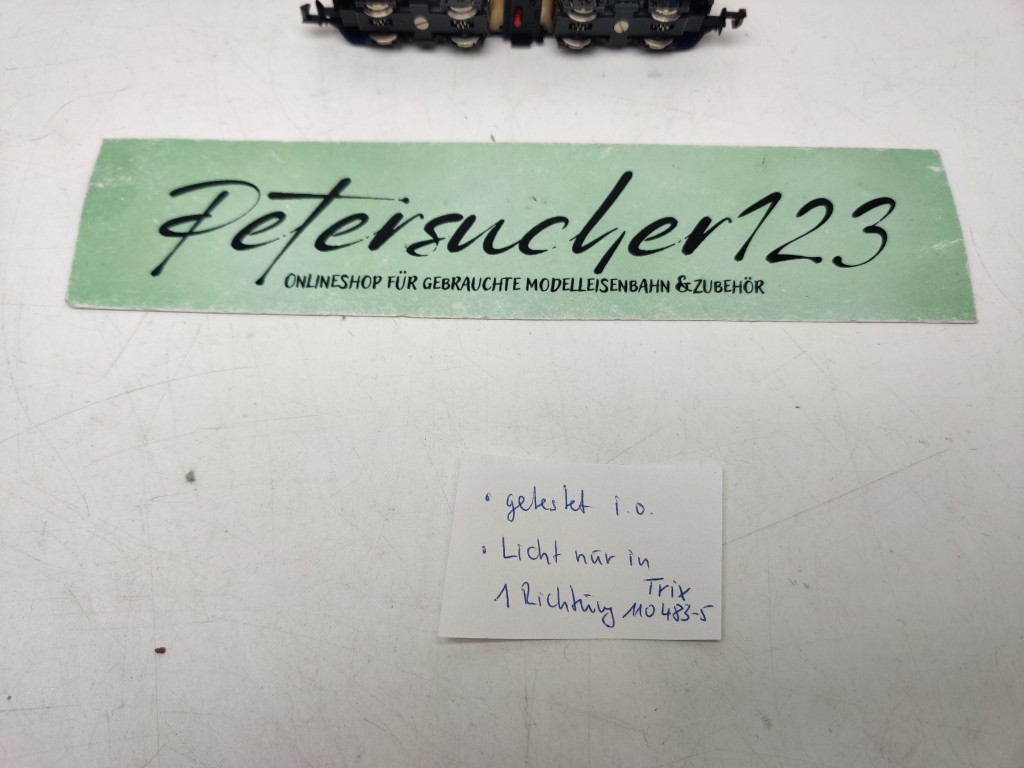 Petersucher123
ONLINESHOP FÜR GEBRAUCHTE MODELLEISENBAHN & ZUBEHÖR
• getestet i.o.
• Licht nur in
Trix
1 Richtung 110 483-5